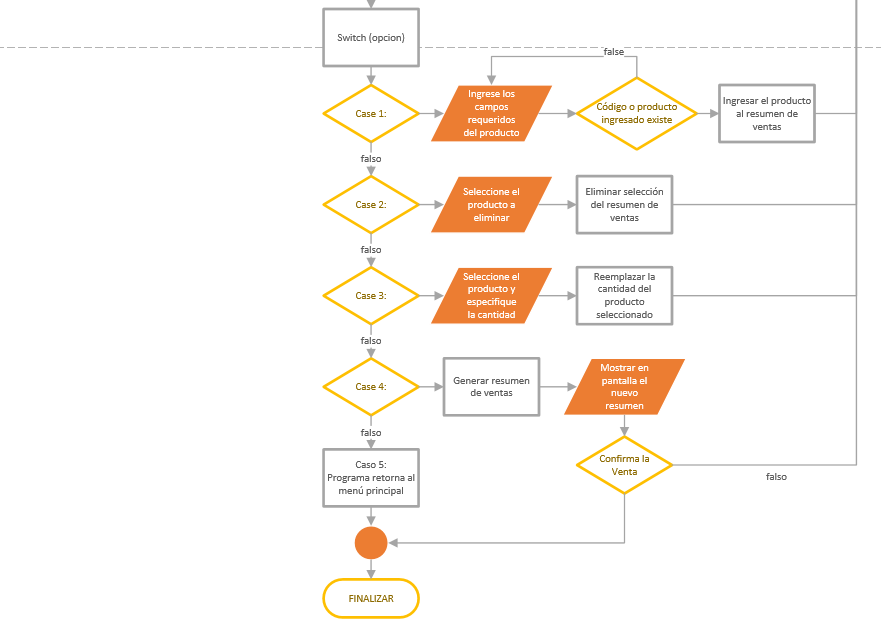 Switch (opcion)
false
Case 1:
Ingrese los
campos
requeridos
del producto
Código o producto
ingresado existe
Ingresar el producto
al resumen de
ventas
falso
Case 2:
Seleccione el
producto a
eliminar
Eliminar selección
del resumen de
ventas
falso
Case 3:
Seleccione el
producto y
especifique
la cantidad
Reemplazar la
cantidad del
producto
seleccionado
falso
Case 4:
Generar resumen
de ventas
Mostrar en
pantalla el
nuevo
resumen
falso
Caso 5:
Programa retorna al
menú principal
Confirma la
Venta
falso
FINALIZAR